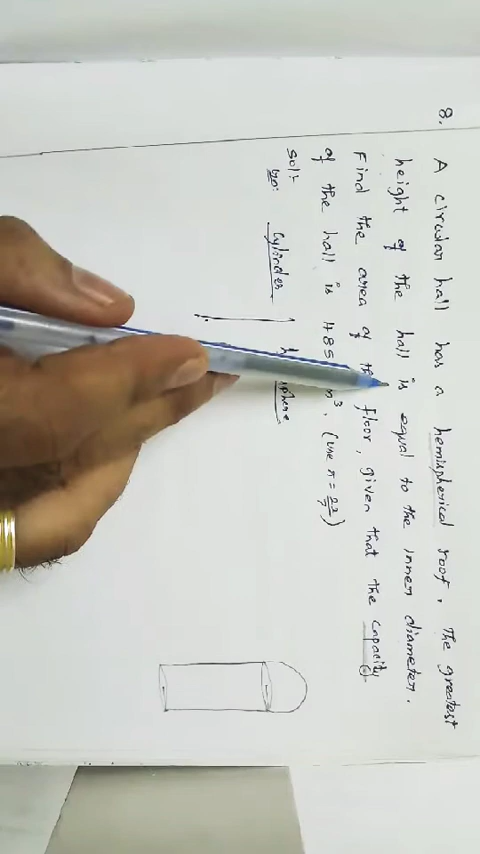 8. A circular hall has a hemispherical roof. The greatest
height of the hall is equal to the inner diameter.
Find the area of the floor, given that the capacity
of the hall is 485 m³. (use π = 22/7)
Sol:-
Cylinder